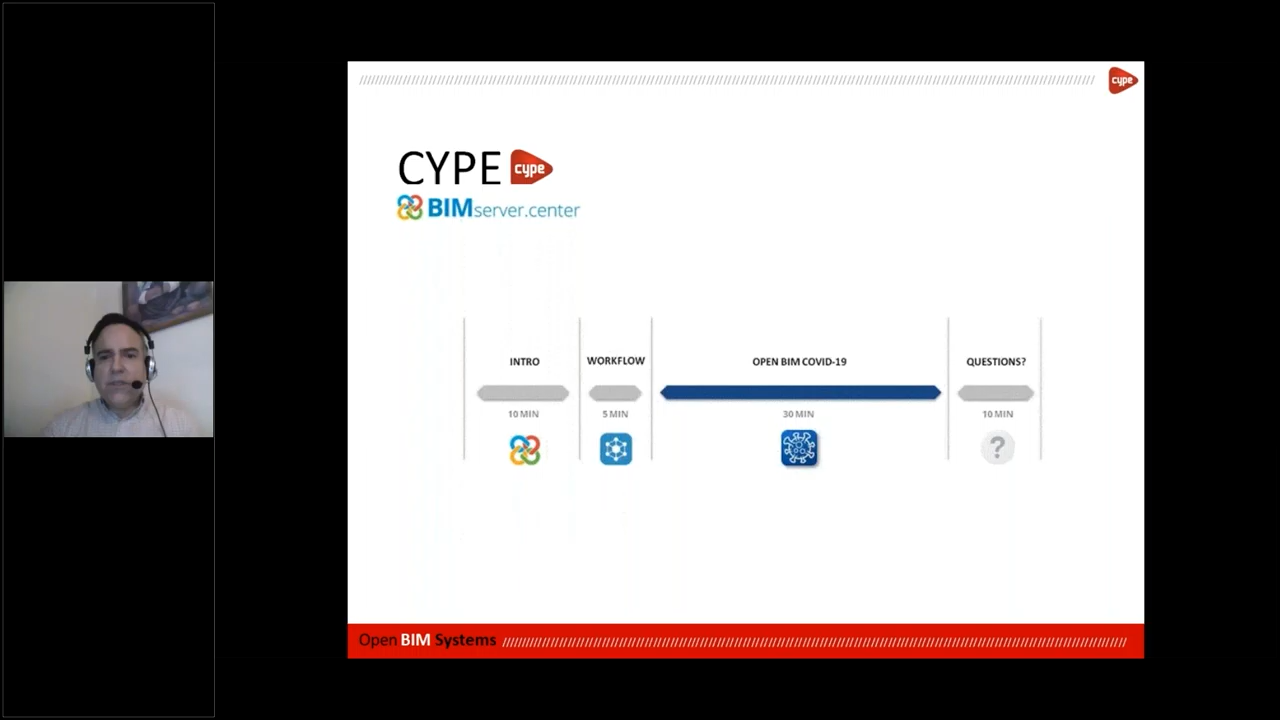 cype
CYPE cype
BIMserver.center
INTRO
WORKFLOW
OPEN BIM COVID-19
QUESTIONS?
10 MIN
5 MIN
30 MIN
10 MIN
?
Open BIM Systems